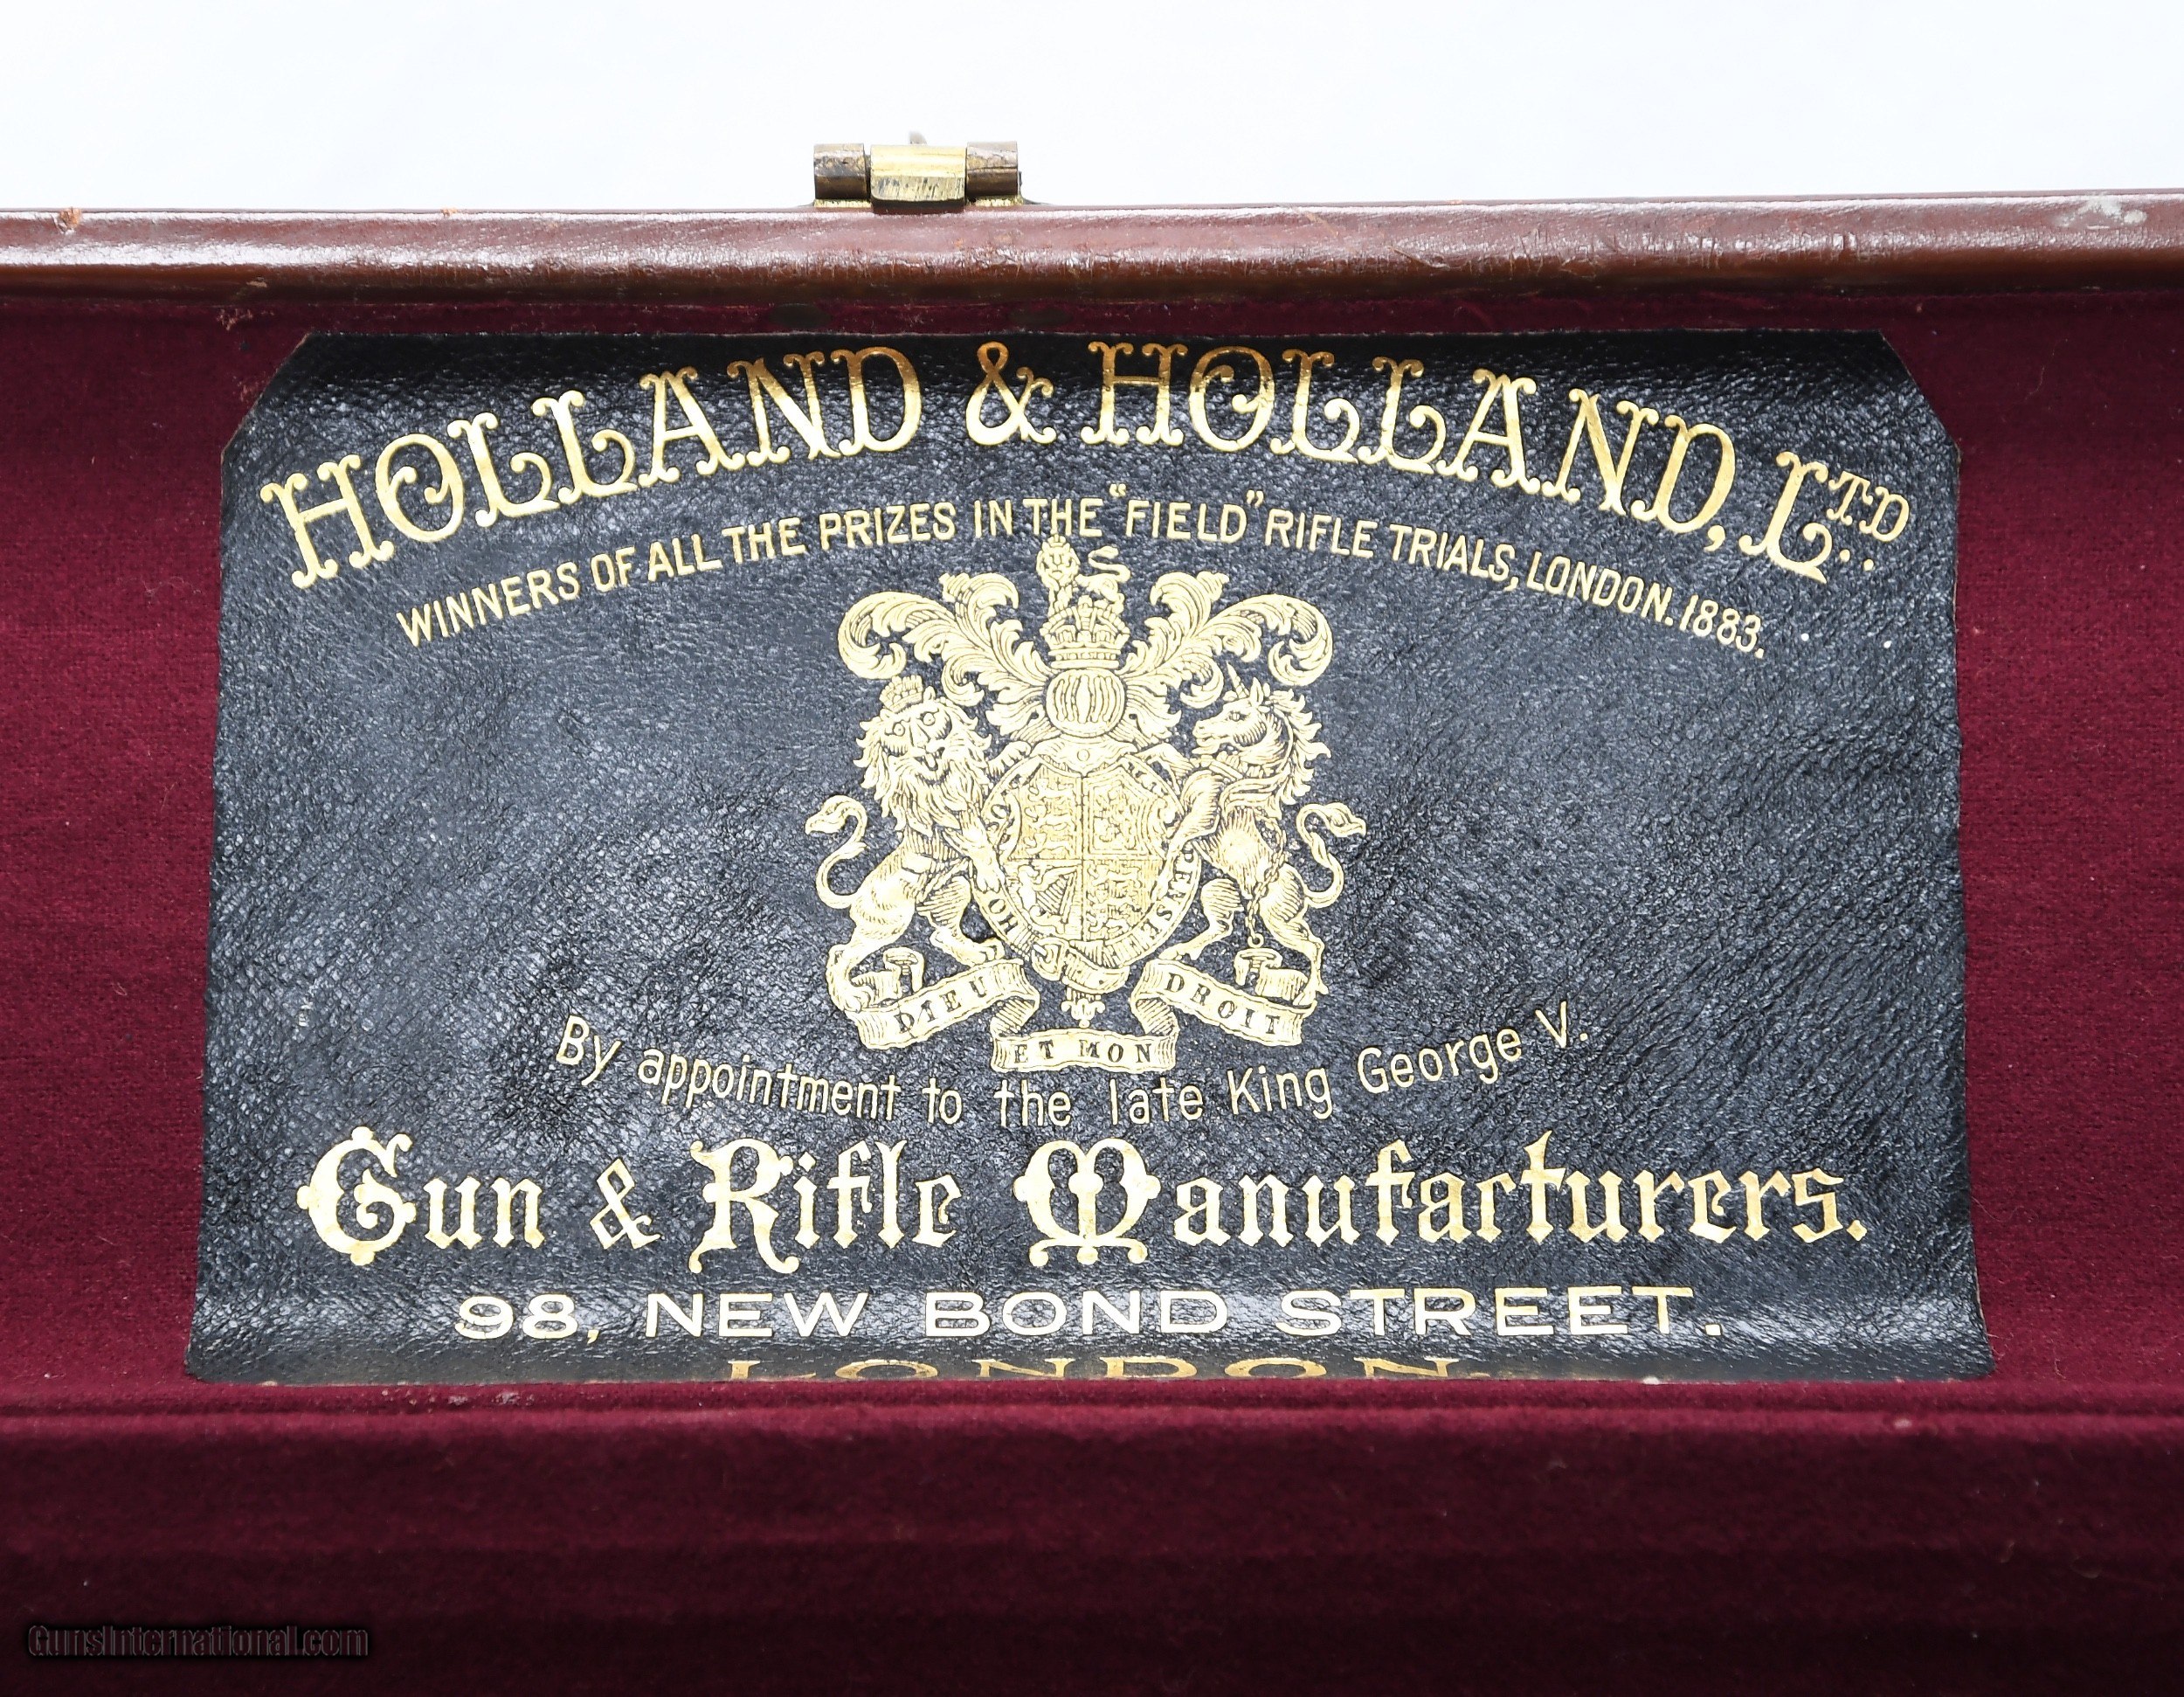 HOLLAND & HOLLAND, LTD.
WINNERS OF ALL THE PRIZES IN THE "FIELD" RIFLE TRIALS, LONDON. 1883.
DIEU ET MON DROIT
By appointment to the late King George V.
Gun & Rifle Manufacturers.
98, NEW BOND STREET.
LONDON.
GunsInternational.com